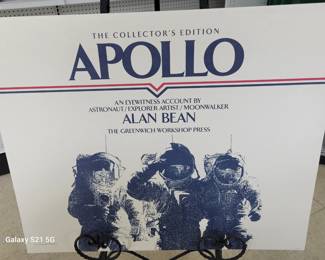 THE COLLECTOR'S EDITION
APOLLO
AN EYEWITNESS ACCOUNT BY
ASTRONAUT / EXPLORER ARTIST / MOONWALKER
ALAN BEAN
THE GREENWICH WORKSHOP PRESS
Galaxy S21 5G